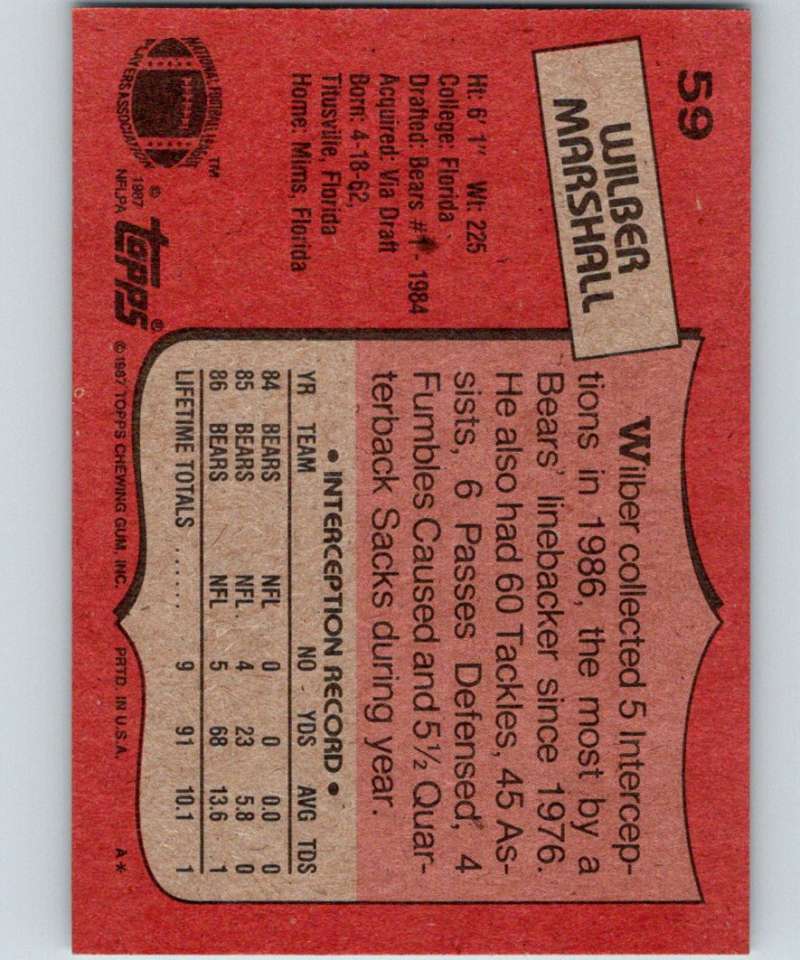 59
WILBER
MARSHALL
Ht: 6' 1" Wt: 225
College: Florida
Drafted: Bears #1 - 1984
Acquired: Via Draft
Born: 4-18-62,
Titusville, Florida
Home: Mims, Florida
NATIONAL FOOTBALL LEAGUE
PLAYERS ASSOCIATION
TM
© 1987
NFLPA
topps®
Wilber collected 5 Intercep-
tions in 1986, the most by a
Bears' linebacker since 1976.
He also had 60 Tackles, 45 As-
sists, 6 Passes Defensed, 4
Fumbles Caused and 5½ Quar-
terback Sacks during year.
• INTERCEPTION RECORD •
YR TEAM NO YDS AVG TDS
84 BEARS NFL 0 0 0.0 0
85 BEARS NFL 4 23 5.8 0
86 BEARS NFL 5 68 13.6 1
LIFETIME TOTALS ...... 9 91 10.1 1
© 1987 TOPPS CHEWING GUM, INC. PRTD. IN U.S.A. A*